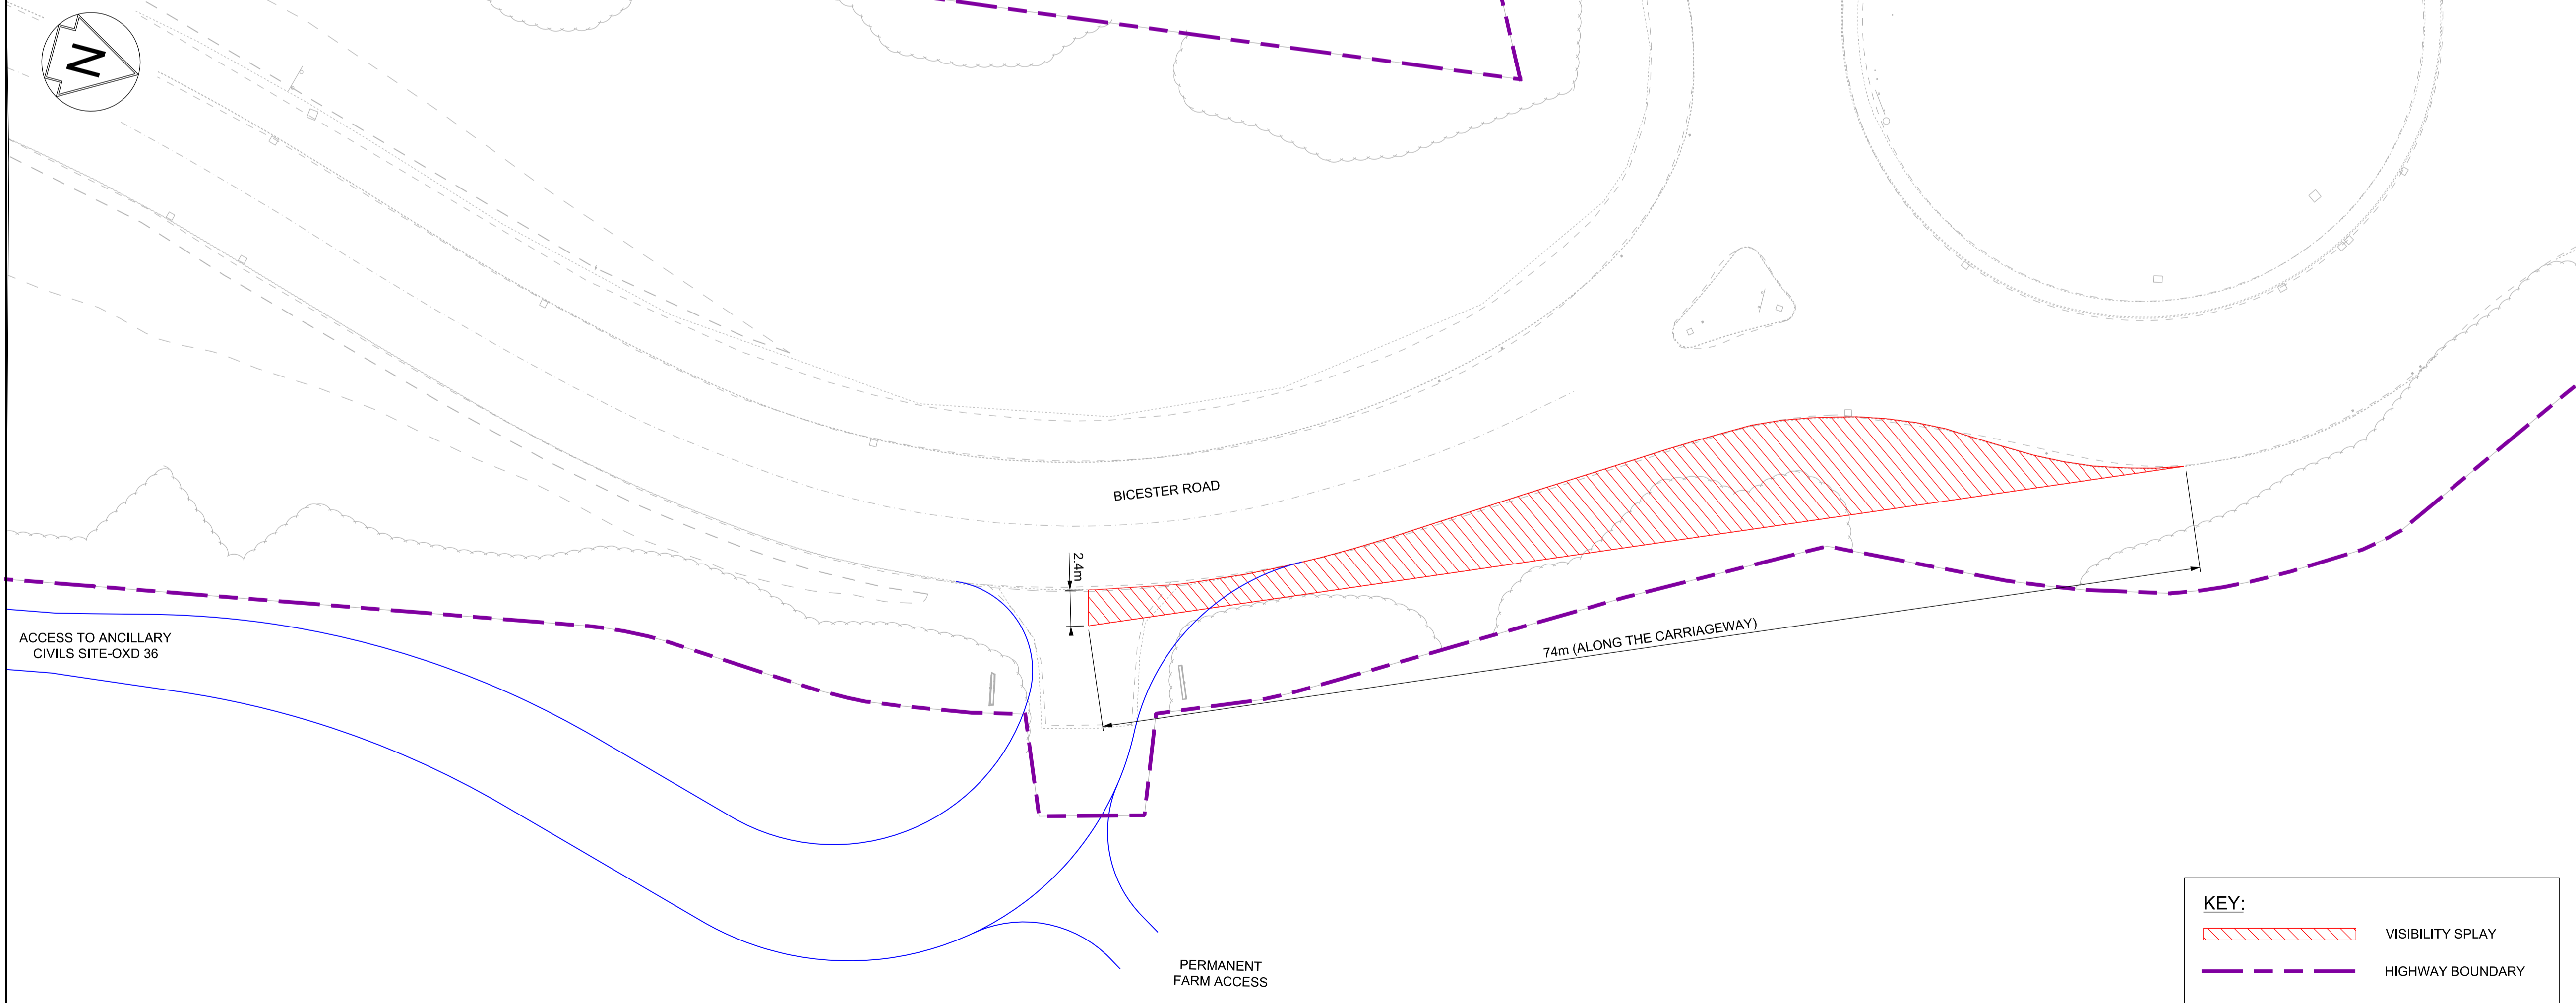 N
BICESTER ROAD
2.4m
ACCESS TO ANCILLARY
CIVILS SITE-OXD 36
74m (ALONG THE CARRIAGEWAY)
PERMANENT
FARM ACCESS
KEY:
VISIBILITY SPLAY
HIGHWAY BOUNDARY